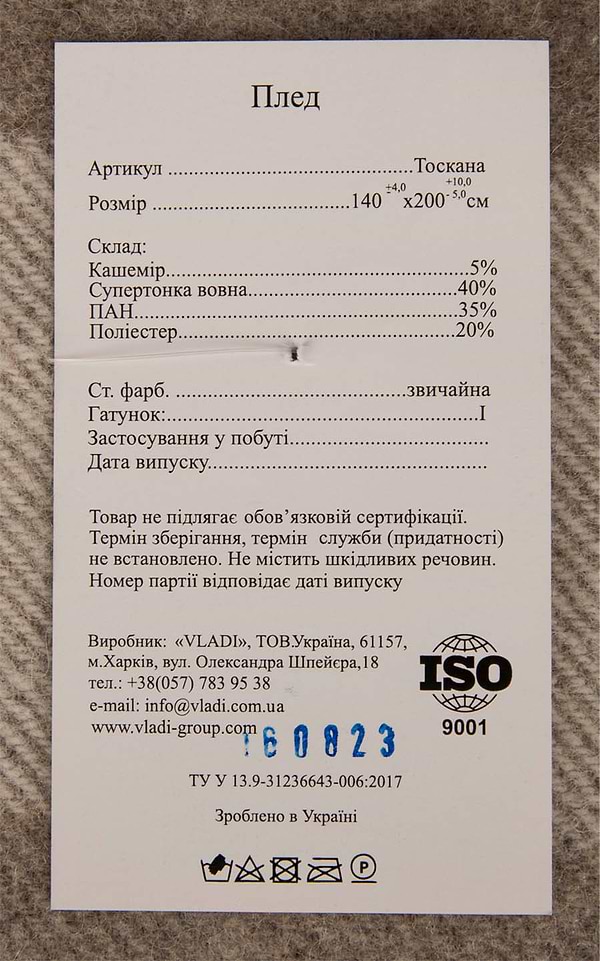 Плед
Артикул ................................................Тоскана
Розмір .......................................140 ±4,0 х200 +10,0 - 5,0 см
Склад:
Кашемір............................................................5%
Супертонка вовна.........................................40%
ПАН................................................................35%
Поліестер.......................................................20%
Ст. фарб. .............................................звичайна
Гатунок:.............................................................І
Застосування у побуті.......................................
Дата випуску.......................................................
Товар не підлягає обов’язковій сертифікації.
Термін зберігання, термін служби (придатності)
не встановлено. Не містить шкідливих речовин.
Номер партії відповідає даті випуску
Виробник: «VLADI», ТОВ.Україна, 61157,
м.Харків, вул. Олександра Шпейєра,18
тел.: +38(057) 783 95 38
e-mail: info@vladi.com.ua
www.vladi-group.com
ISO
9001
160823
ТУ У 13.9-31236643-006:2017
Зроблено в Україні
P